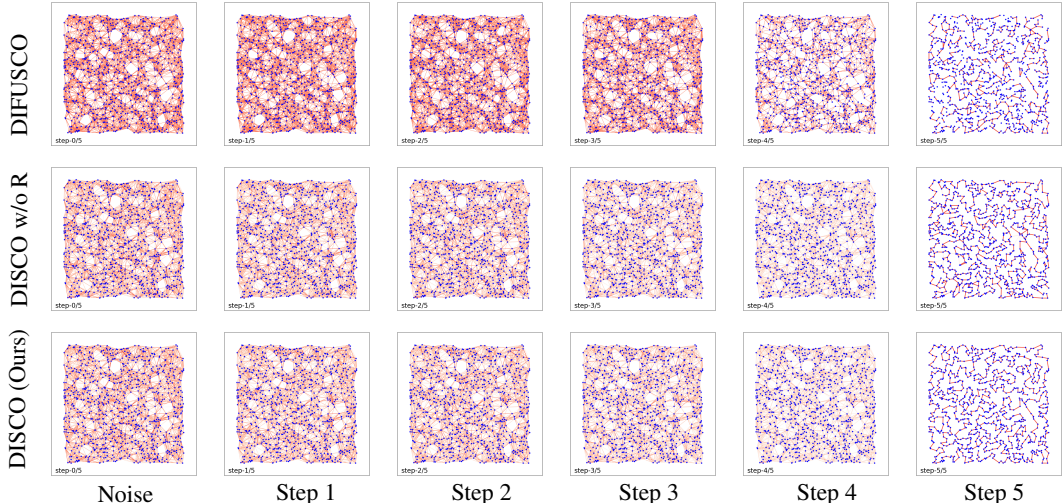 DIFUSCO
step-0/5
step-1/5
step-2/5
step-3/5
step-4/5
step-5/5
DISCO w/o R
step-0/5
step-1/5
step-2/5
step-3/5
step-4/5
step-5/5
DISCO (Ours)
step-0/5
step-1/5
step-2/5
step-3/5
step-4/5
step-5/5
Noise
Step 1
Step 2
Step 3
Step 4
Step 5